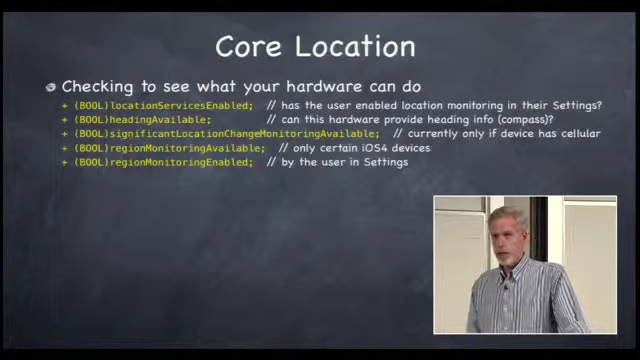 Core Location
Checking to see what your hardware can do
+ (BOOL)locationServicesEnabled; // has the user enabled location monitoring in their Settings?
+ (BOOL)headingAvailable; // can this hardware provide heading info (compass)?
+ (BOOL)significantLocationChangeMonitoringAvailable; // currently only if device has cellular
+ (BOOL)regionMonitoringAvailable; // only certain iOS4 devices
+ (BOOL)regionMonitoringEnabled; // by the user in Settings